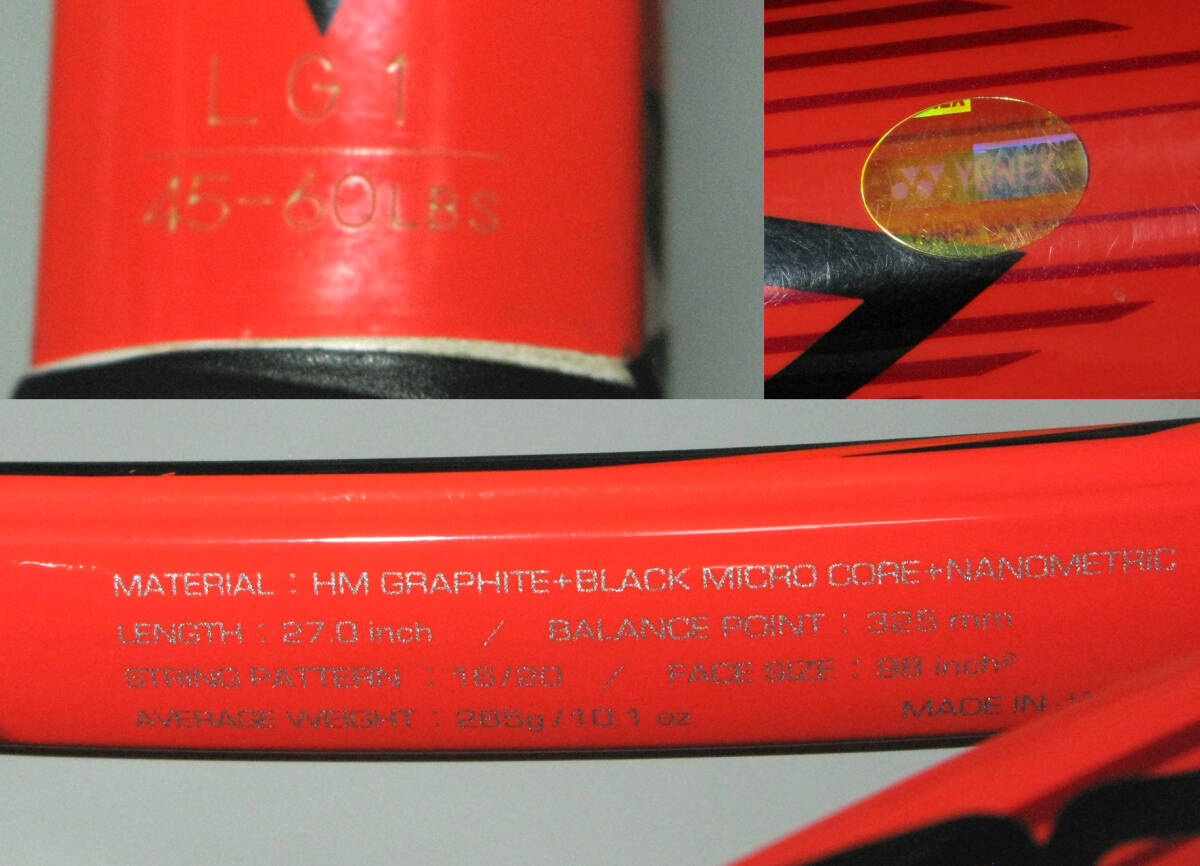 LG1
45-60LBS
YONEX
MATERIAL : HM GRAPHITE+BLACK MICRO CORE+NANOMETRIC
LENGTH : 27.0 inch / BALANCE POINT : 325 mm
STRING PATTERN : 16/20 / FACE SIZE : 98 inch²
AVERAGE WEIGHT : 285g/10.1 oz
MADE IN